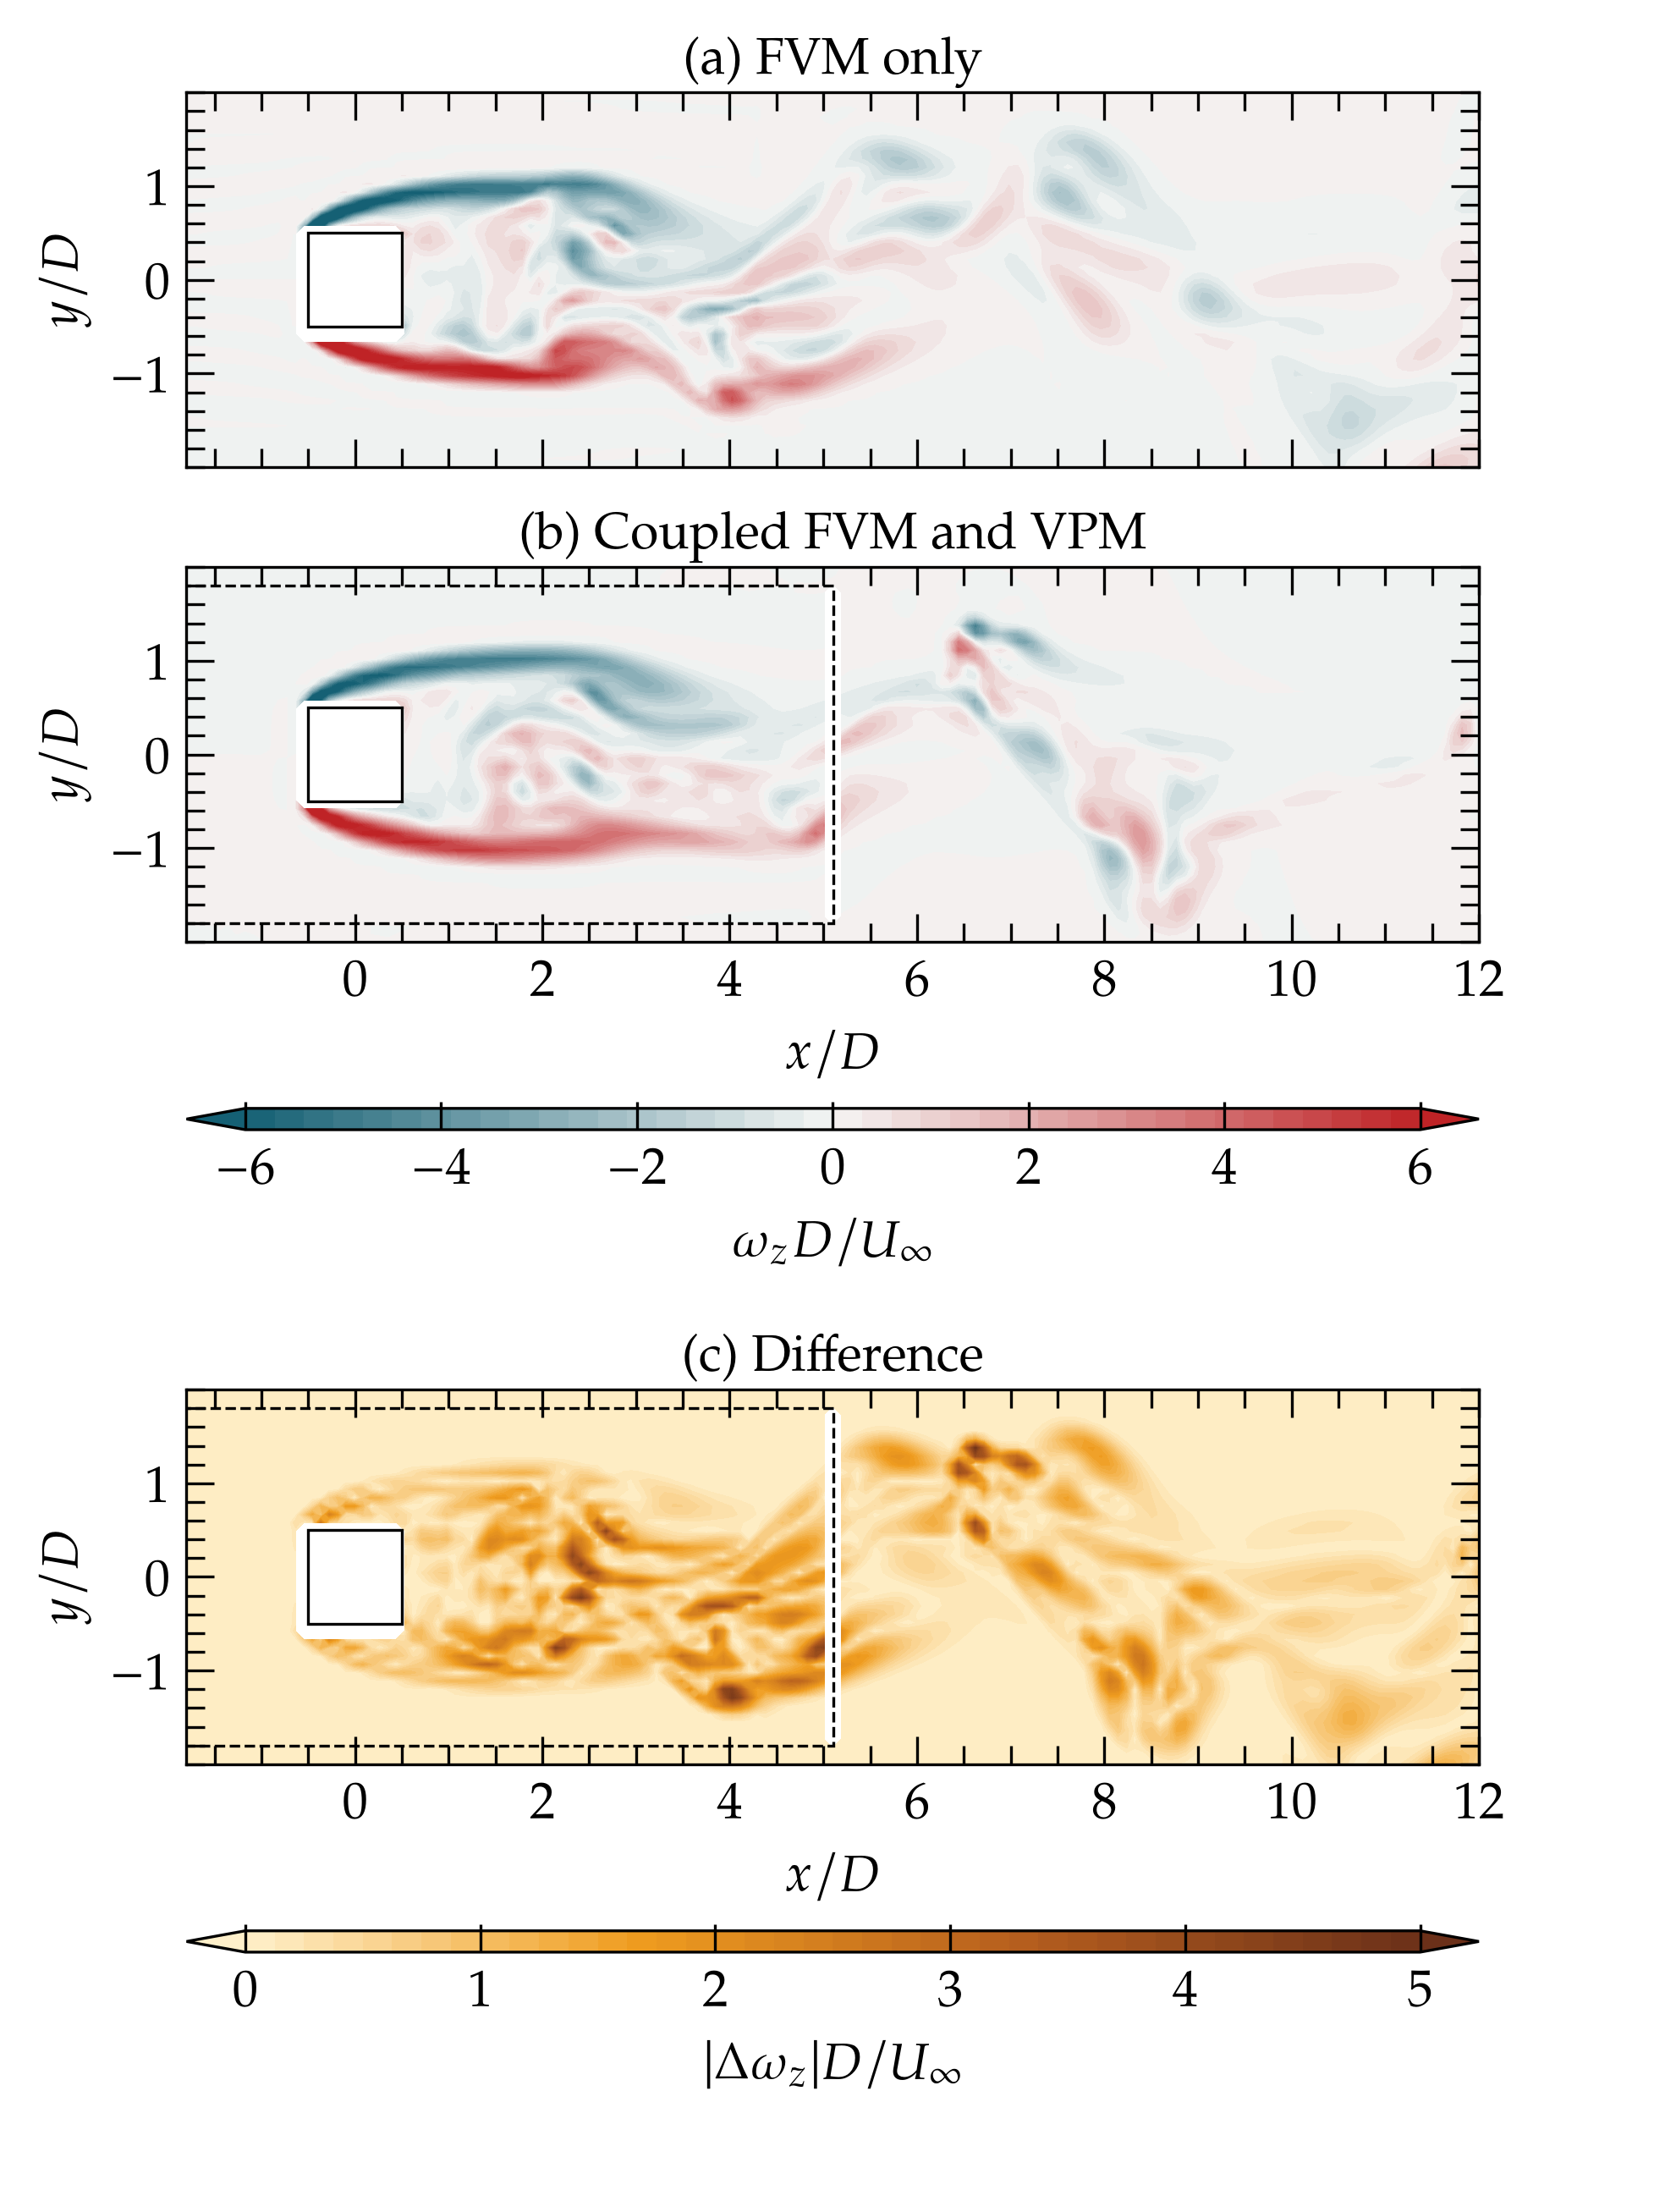 (a) FVM only
1
0
−1
y/D
(b) Coupled FVM and VPM
1
0
−1
y/D
0 2 4 6 8 10 12
x/D
−6 −4 −2 0 2 4 6
ω_z D/U_∞
(c) Difference
1
0
−1
y/D
0 2 4 6 8 10 12
x/D
0 1 2 3 4 5
|Δω_z|D/U_∞